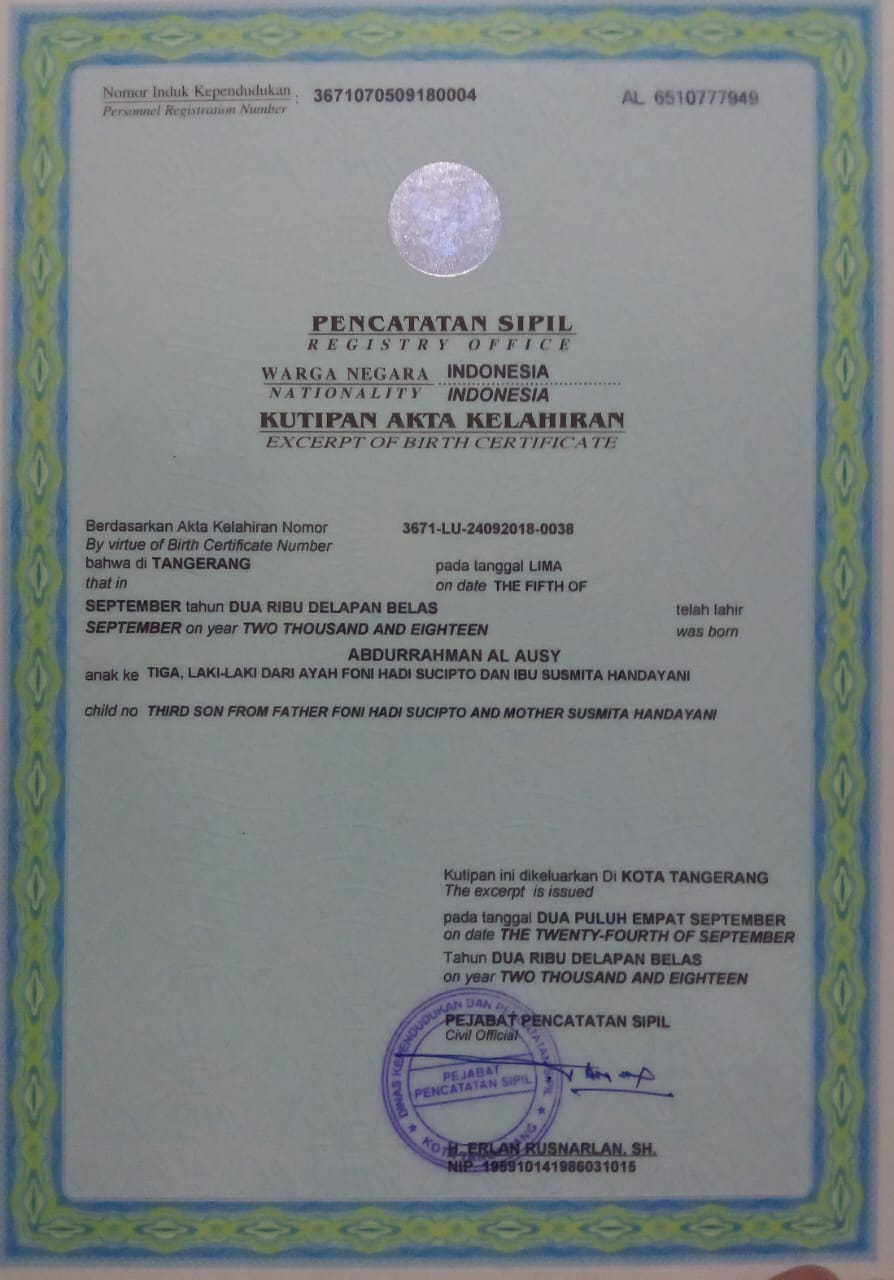 Nomor Induk Kependudukan : 3671070509180004 AL 6510777949
Personnel Registration Number
PENCATATAN SIPIL
REGISTRY OFFICE
WARGA NEGARA INDONESIA
NATIONALITY INDONESIA
KUTIPAN AKTA KELAHIRAN
EXCERPT OF BIRTH CERTIFICATE
Berdasarkan Akta Kelahiran Nomor 3671-LU-24092018-0038
By virtue of Birth Certificate Number
bahwa di TANGERANG pada tanggal LIMA
that in on date THE FIFTH OF
SEPTEMBER tahun DUA RIBU DELAPAN BELAS telah lahir
SEPTEMBER on year TWO THOUSAND AND EIGHTEEN was born
ABDURRAHMAN AL AUSY
anak ke TIGA, LAKI-LAKI DARI AYAH FONI HADI SUCIPTO DAN IBU SUSMITA HANDAYANI
child no THIRD SON FROM FATHER FONI HADI SUCIPTO AND MOTHER SUSMITA HANDAYANI
Kutipan ini dikeluarkan Di KOTA TANGERANG
The excerpt is issued
pada tanggal DUA PULUH EMPAT SEPTEMBER
on date THE TWENTY-FOURTH OF SEPTEMBER
Tahun DUA RIBU DELAPAN BELAS
on year TWO THOUSAND AND EIGHTEEN
PEJABAT PENCATATAN SIPIL
Civil Official
DINAS KEPENDUDUKAN DAN PENCATATAN SIPIL
PEJABAT
PENCATATAN SIPIL
KOTA TANGERANG
H. ERLAN RUSNARLAN, SH.
NIP. 195910141986031015